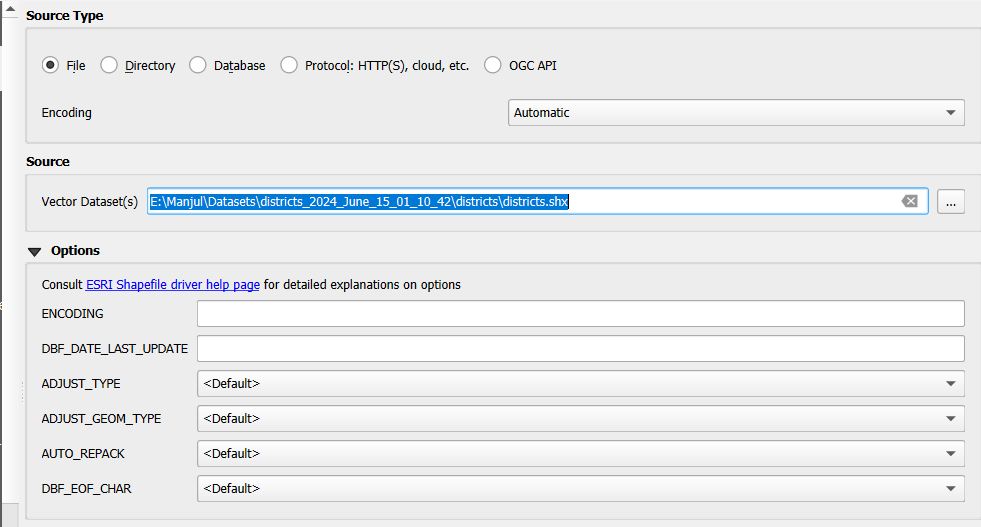 Source Type
File Directory Database Protocol: HTTP(S), cloud, etc. OGC API
Encoding Automatic
Source
Vector Dataset(s) E:\Manjul\Datasets\districts_2024_June_15_01_10_42\districts\districts.shx ...
Options
Consult ESRI Shapefile driver help page for detailed explanations on options
ENCODING
DBF_DATE_LAST_UPDATE
ADJUST_TYPE <Default>
ADJUST_GEOM_TYPE <Default>
AUTO_REPACK <Default>
DBF_EOF_CHAR <Default>